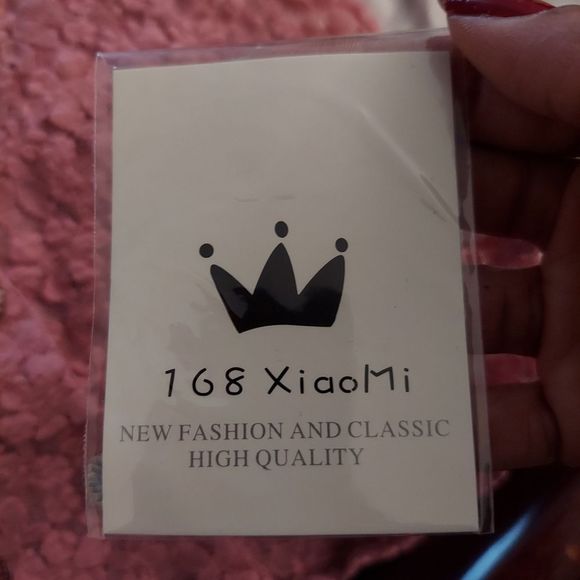 168 XiaoMi
NEW FASHION AND CLASSIC
HIGH QUALITY